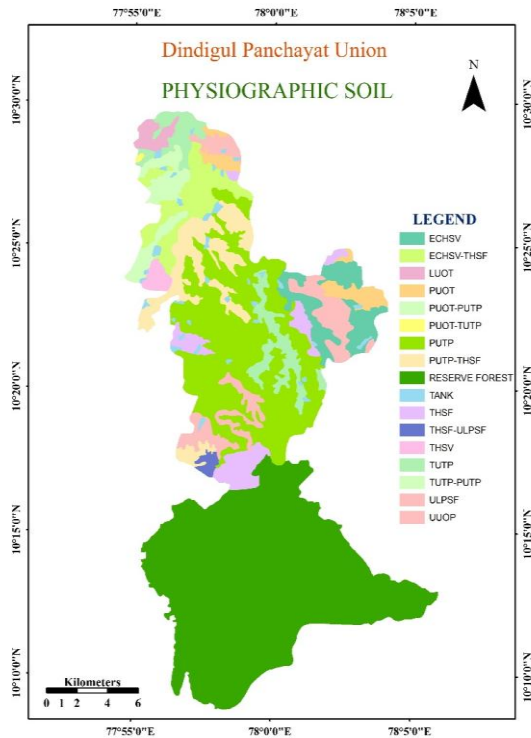 77°55'0"E 78°0'0"E 78°5'0"E
Dindigul Panchayat Union
N
PHYSIOGRAPHIC SOIL
10°30'0"N 10°30'0"N
LEGEND
ECHSV
10°25'0"N 10°25'0"N
ECHSV-THSF
LUOT
PUOT
PUOT-PUTP
PUOT-TUTP
PUTP
PUTP-THSF
RESERVE FOREST
10°20'0"N 10°20'0"N
TANK
THSF
THSF-ULPSF
THSV
TUTP
TUTP-PUTP
ULPSF
UUOP
10°15'0"N 10°15'0"N
10°10'0"N 10°10'0"N
Kilometers
0 1 2 4 6
77°55'0"E 78°0'0"E 78°5'0"E